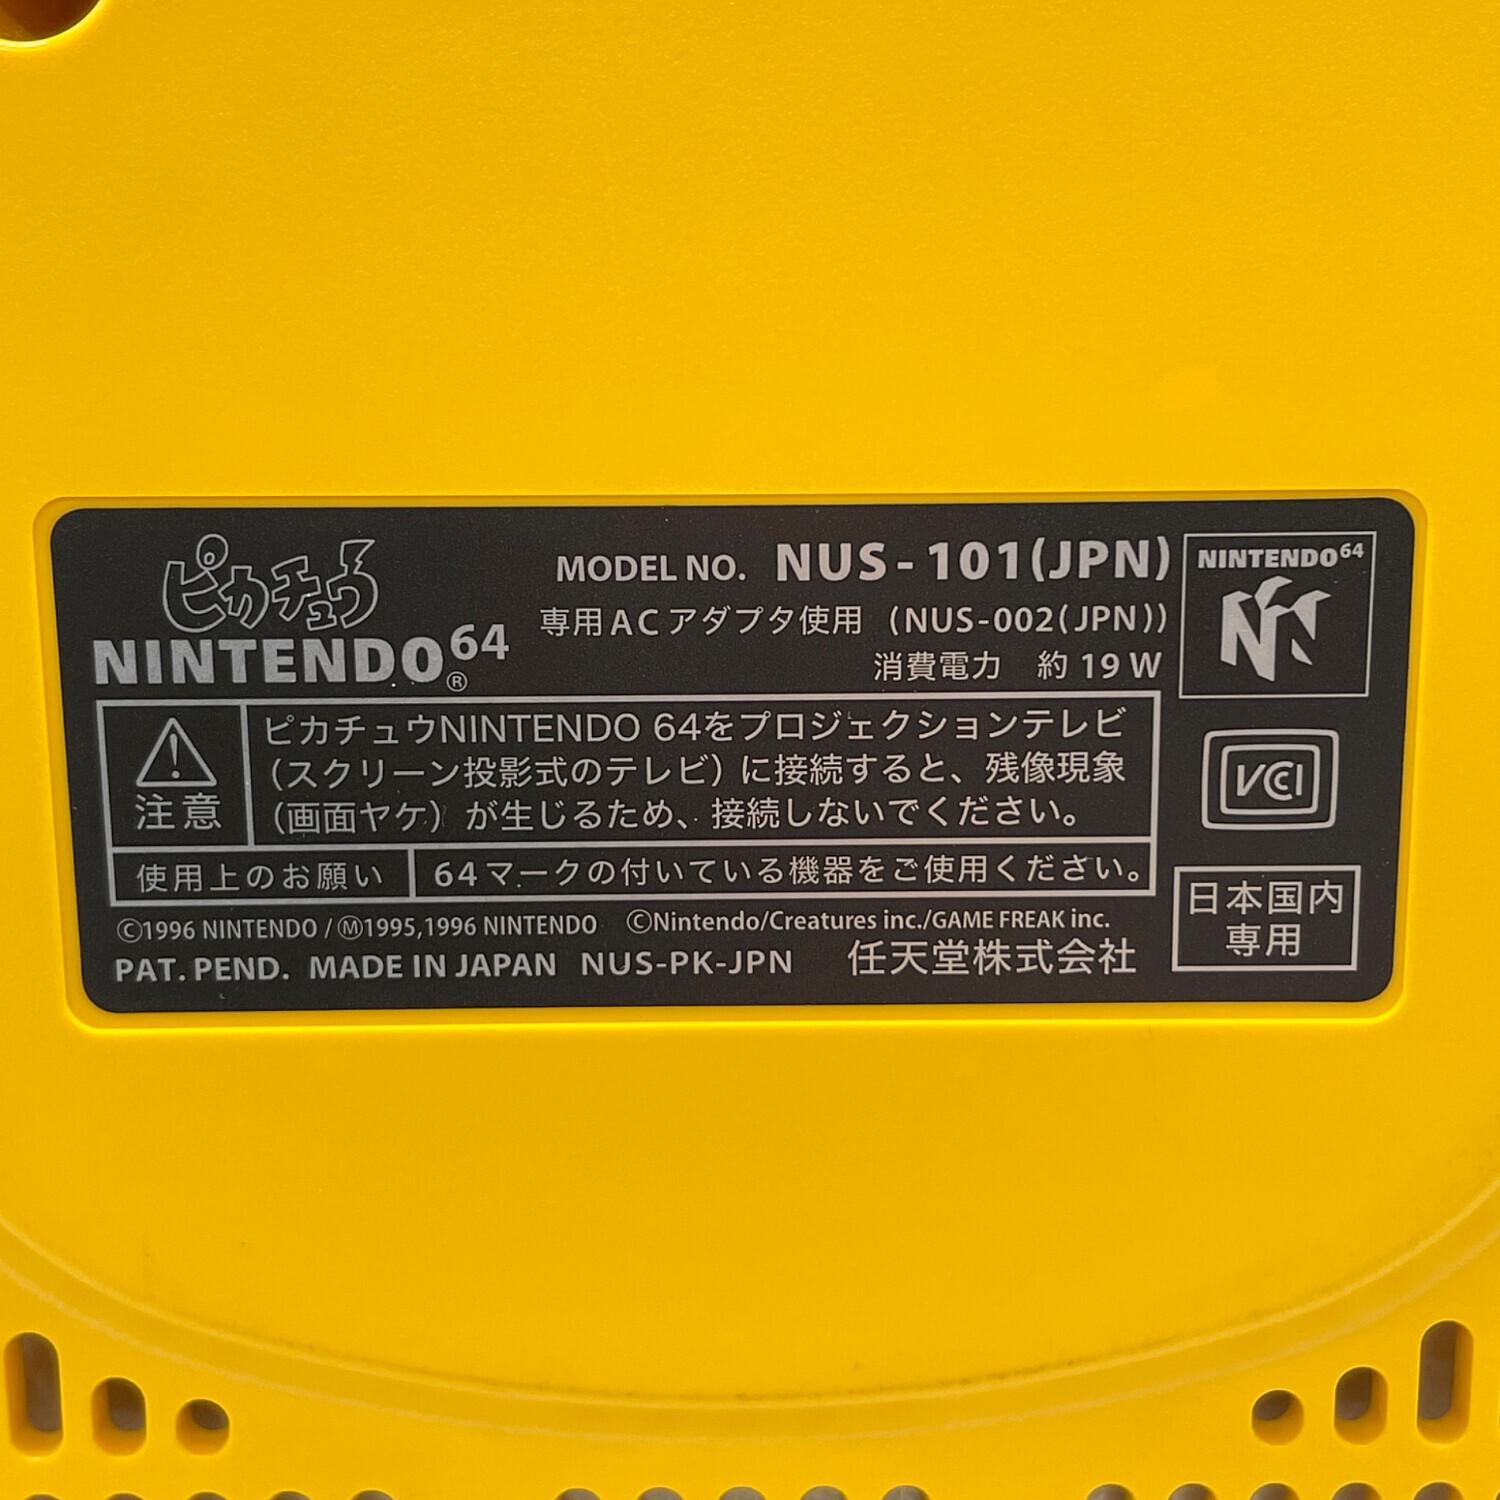 ピカチュウ
NINTENDO64®
MODEL NO. NUS-101(JPN)
専用ACアダプタ使用 (NUS-002(JPN))
消費電力 約19W
NINTENDO64
注意
ピカチュウNINTENDO 64をプロジェクションテレビ
(スクリーン投影式のテレビ)に接続すると、残像現象
(画面ヤケ)が生じるため、接続しないでください。
VCCI
使用上のお願い
64マークの付いている機器をご使用ください。
©1996 NINTENDO / Ⓜ1995,1996 NINTENDO ©Nintendo/Creatures inc./GAME FREAK inc.
PAT. PEND. MADE IN JAPAN NUS-PK-JPN 任天堂株式会社
日本国内
専用